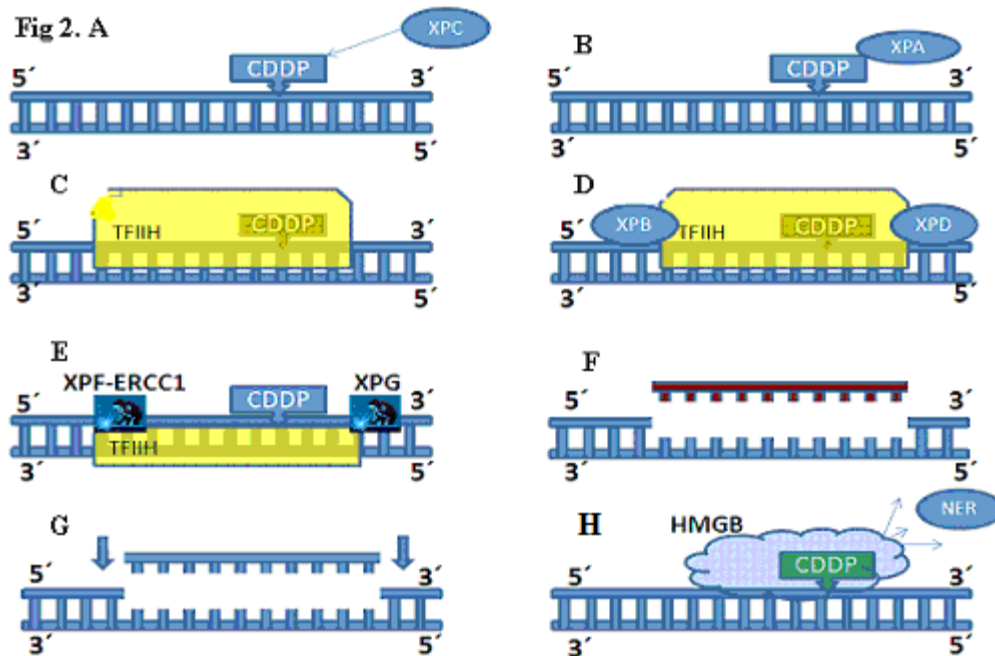 Fig 2. A
XPC
CDDP
5´ 3´
3´ 5´
B
XPA
CDDP
5´ 3´
3´ 5´
C
CDDP
TFIIH
5´ 3´
3´ 5´
D
XPB
TFIIH
CDDP
XPD
5´ 3´
3´ 5´
E
XPF-ERCC1
XPG
CDDP
5´ 3´
TFIIH
3´ 5´
F
5´ 3´
3´ 5´
G
5´ 3´
3´ 5´
H
HMGB
NER
CDDP
5´ 3´
3´ 5´